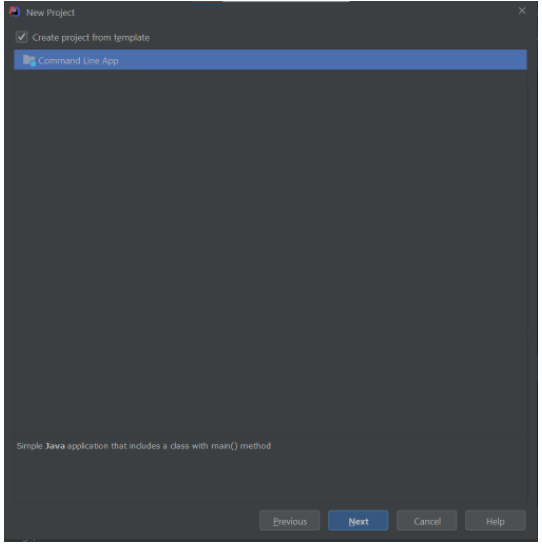 New Project
Create project from template
Command Line App
Simple Java application that includes a class with main() method
Previous Next Cancel Help